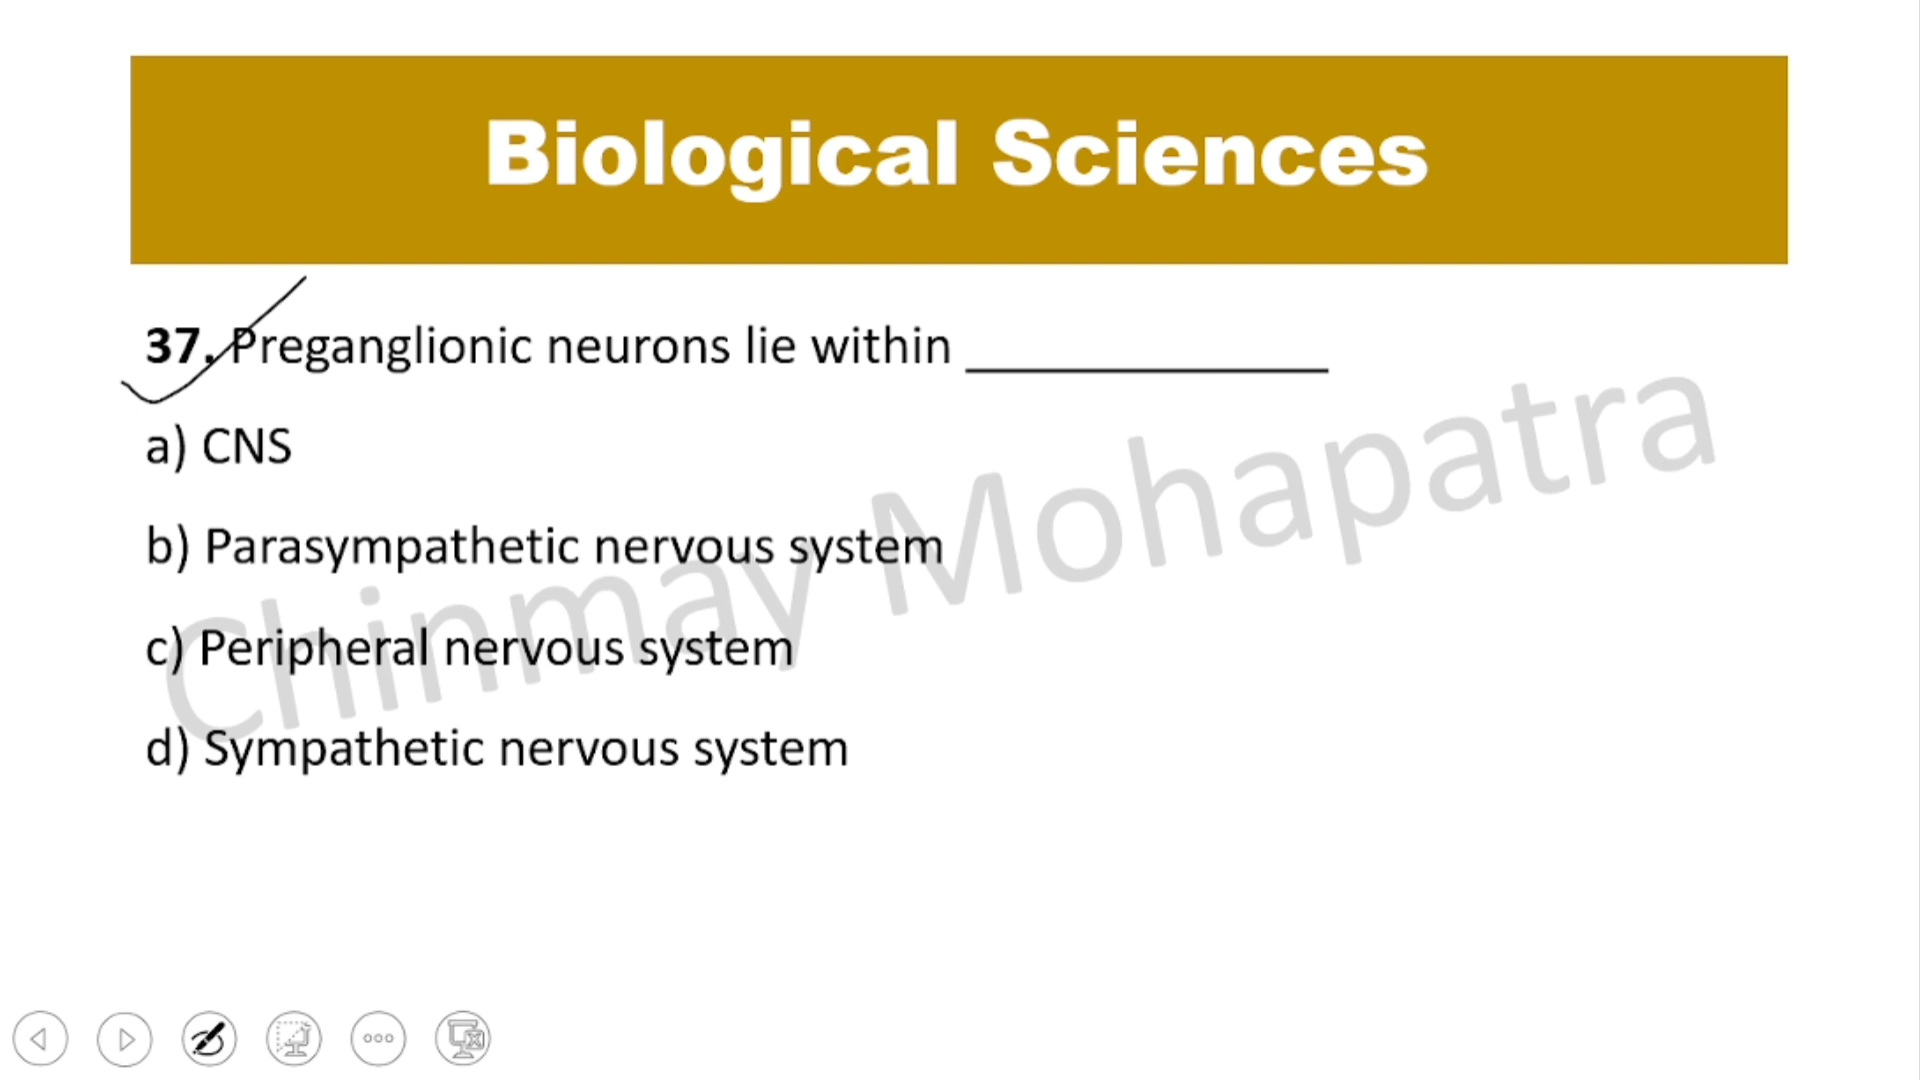 Biological Sciences
37. Preganglionic neurons lie within ______________
a) CNS
b) Parasympathetic nervous system
c) Peripheral nervous system
d) Sympathetic nervous system
Chinmay Mohapatra